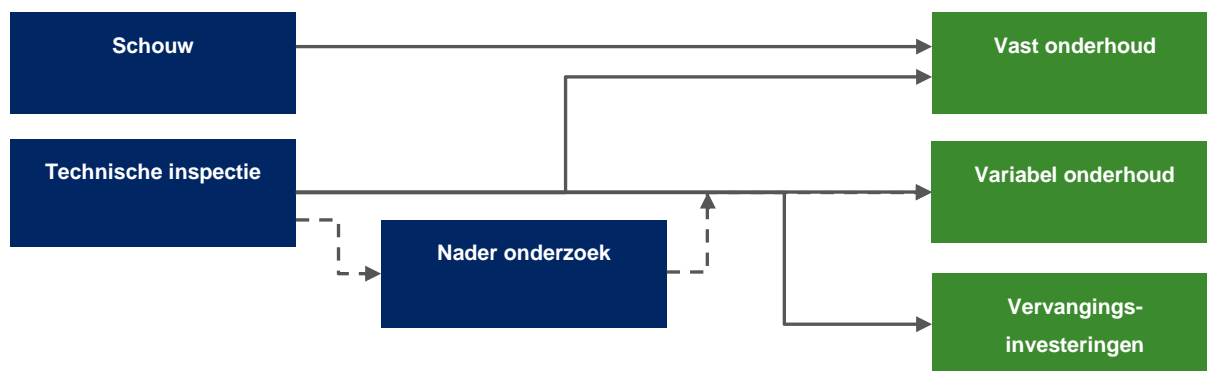 Schouw
Vast onderhoud
Technische inspectie
Variabel onderhoud
Nader onderzoek
Vervangings-
investeringen